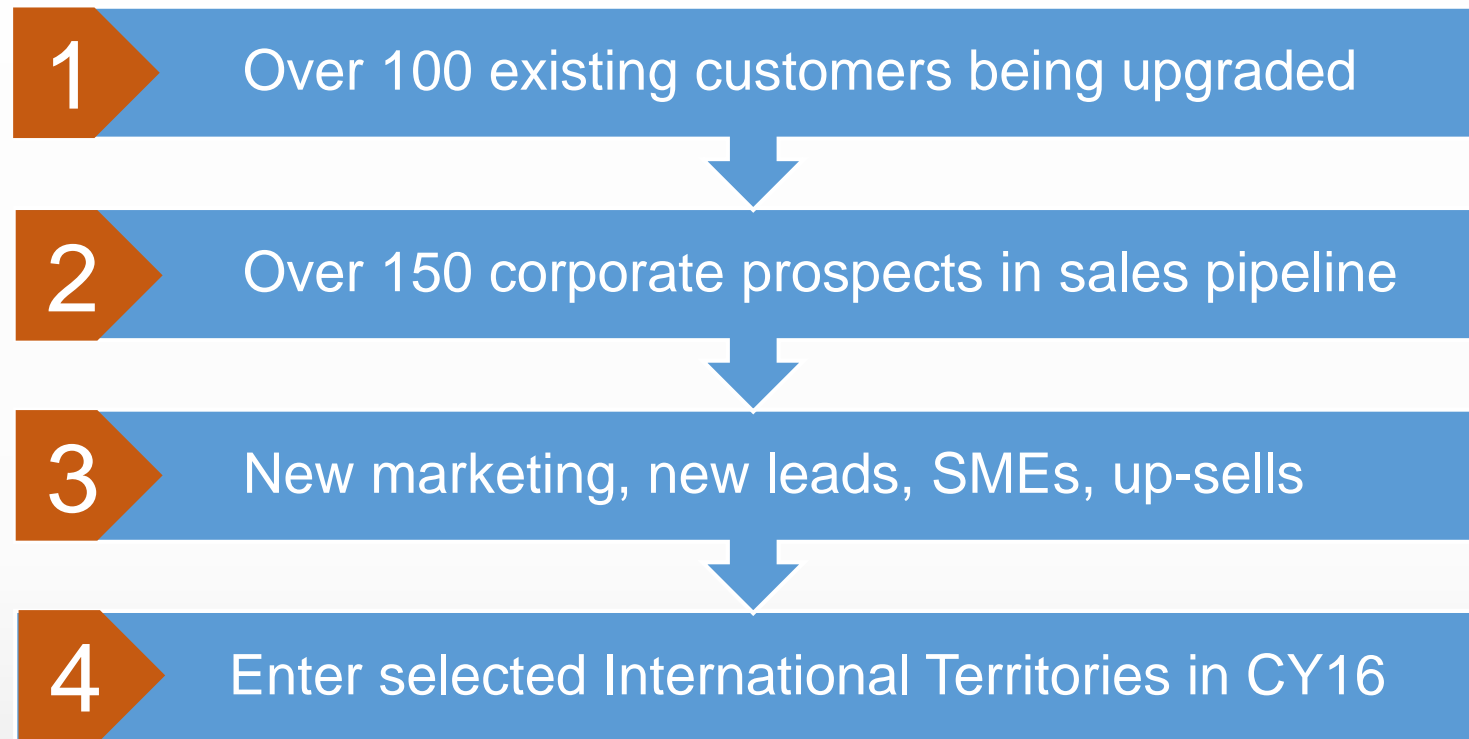 1 Over 100 existing customers being upgraded
2 Over 150 corporate prospects in sales pipeline
3 New marketing, new leads, SMEs, up-sells
4 Enter selected International Territories in CY16